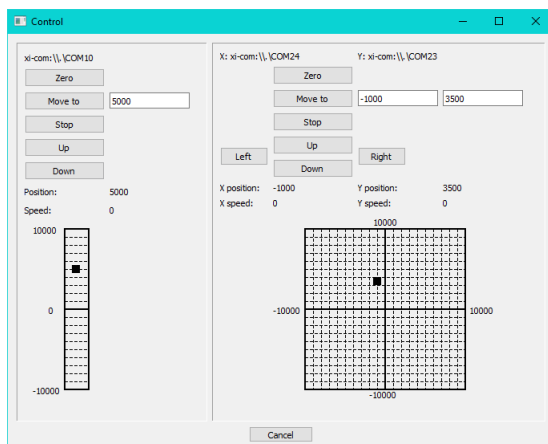 Control
xi-com:\\.\COM10
Zero
Move to 5000
Stop
Up
Down
Position: 5000
Speed: 0
10000
0
-10000
X: xi-com:\\.\COM24 Y: xi-com:\\.\COM23
Zero
Move to -1000 3500
Stop
Up
Left Right
Down
X position: -1000 Y position: 3500
X speed: 0 Y speed: 0
10000
-10000 10000
-10000
Cancel